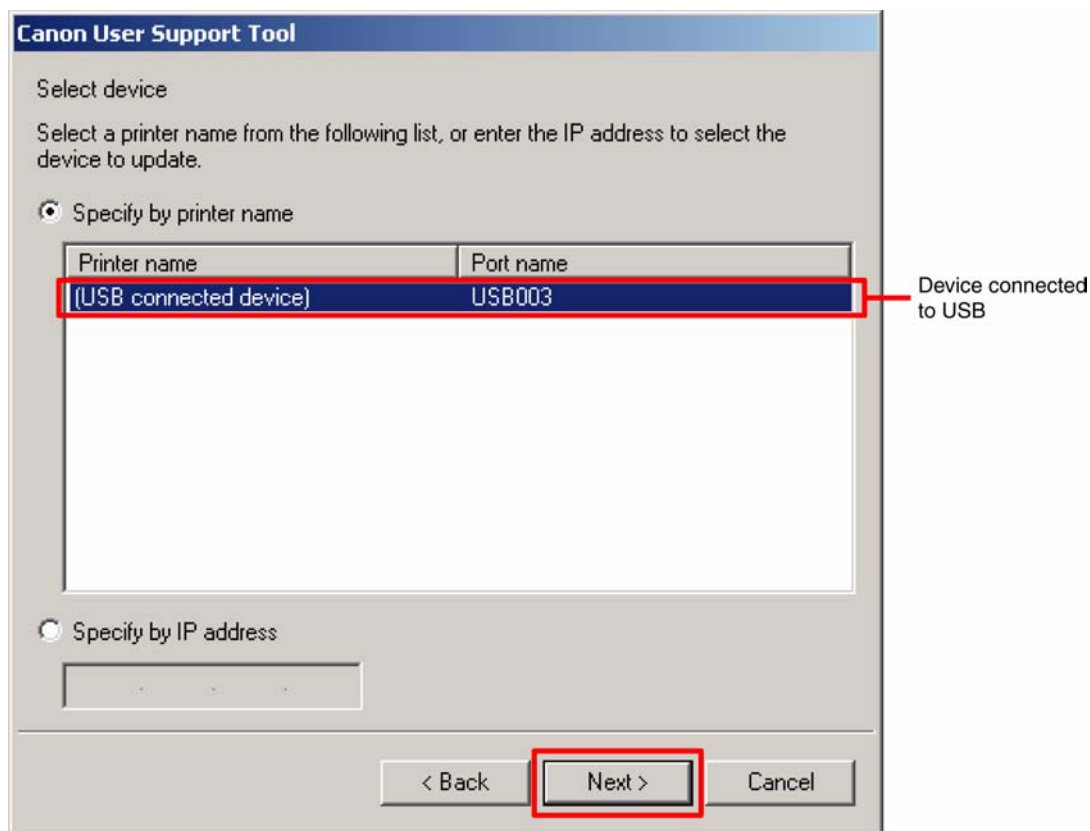 Canon User Support Tool
Select device
Select a printer name from the following list, or enter the IP address to select the
device to update.
Specify by printer name
Printer name Port name
(USB connected device) USB003
Device connected
to USB
Specify by IP address
. . .
< Back Next > Cancel